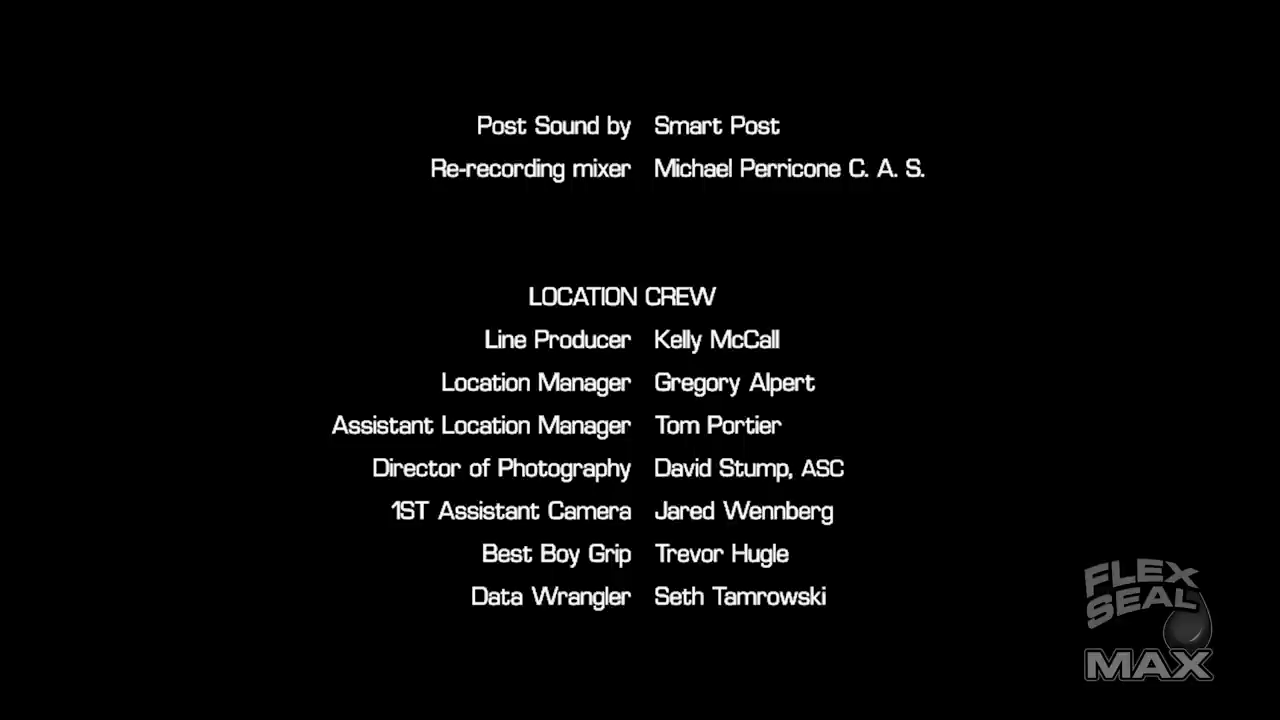 Post Sound by Smart Post
Re-recording mixer Michael Perricone C. A. S.
LOCATION CREW
Line Producer Kelly McCall
Location Manager Gregory Alpert
Assistant Location Manager Tom Portier
Director of Photography David Stump, ASC
1ST Assistant Camera Jared Wennberg
Best Boy Grip Trevor Hugle
Data Wrangler Seth Tamrowski
FLEX
SEAL
MAX